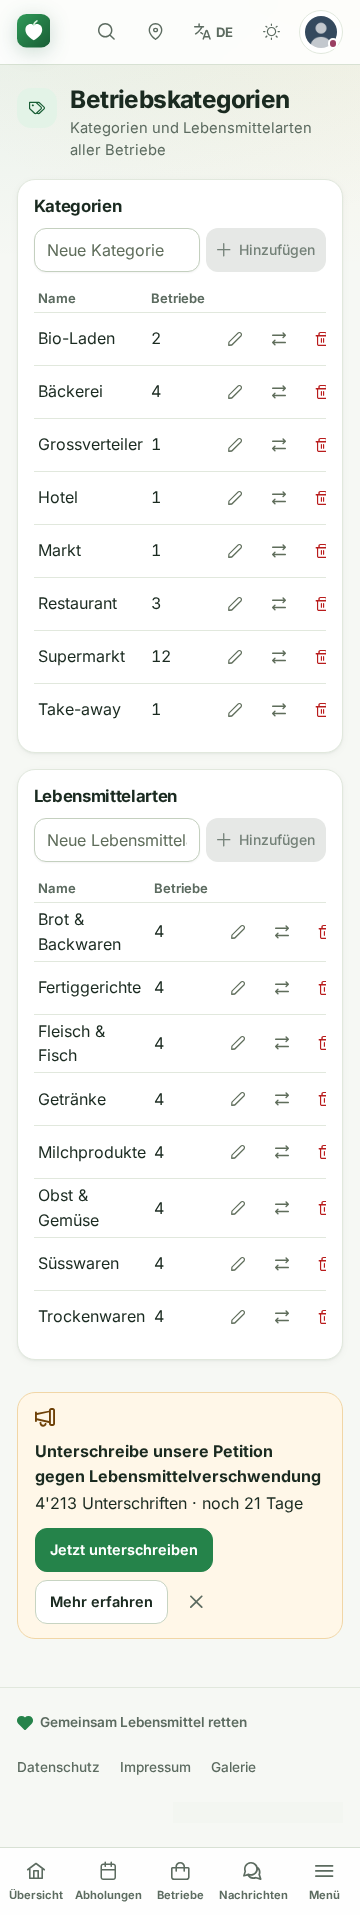 DE
Betriebskategorien
Kategorien und Lebensmittelarten
aller Betriebe
Kategorien
Neue Kategorie
Hinzufügen
Name Betriebe
Bio-Laden 2
Bäckerei 4
Grossverteiler 1
Hotel 1
Markt 1
Restaurant 3
Supermarkt 12
Take-away 1
Lebensmittelarten
Neue Lebensmittel
Hinzufügen
Name Betriebe
Brot &
Backwaren 4
Fertiggerichte 4
Fleisch &
Fisch 4
Getränke 4
Milchprodukte 4
Obst &
Gemüse 4
Süsswaren 4
Trockenwaren 4
Unterschreibe unsere Petition
gegen Lebensmittelverschwendung
4'213 Unterschriften · noch 21 Tage
Jetzt unterschreiben
Mehr erfahren
Gemeinsam Lebensmittel retten
Datenschutz Impressum Galerie
Übersicht Abholungen Betriebe Nachrichten Menü